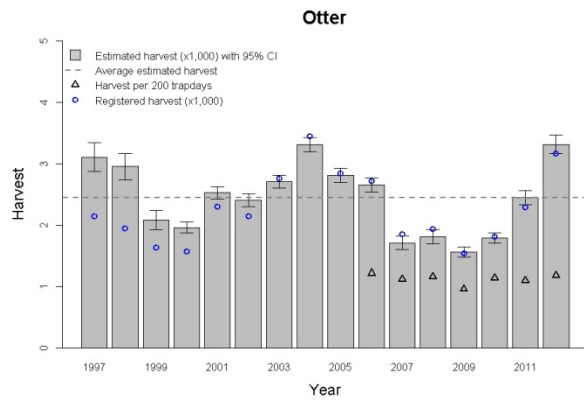 Otter
Estimated harvest (x1,000) with 95% CI
Average estimated harvest
Harvest per 200 trapdays
Registered harvest (x1,000)
Harvest
5
4
3
2
1
0
1997 1999 2001 2003 2005 2007 2009 2011
Year